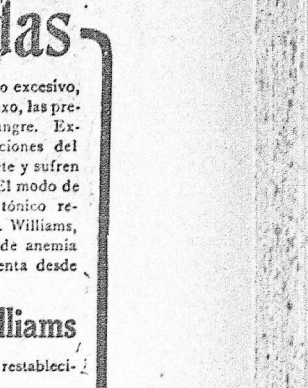 das
o excesivo,
xo, las pre-
ngre. Ex-
ciones del
te y sufren
El modo de
tónico re-
. Williams,
de anemia
enta desde
lliams
restableci-